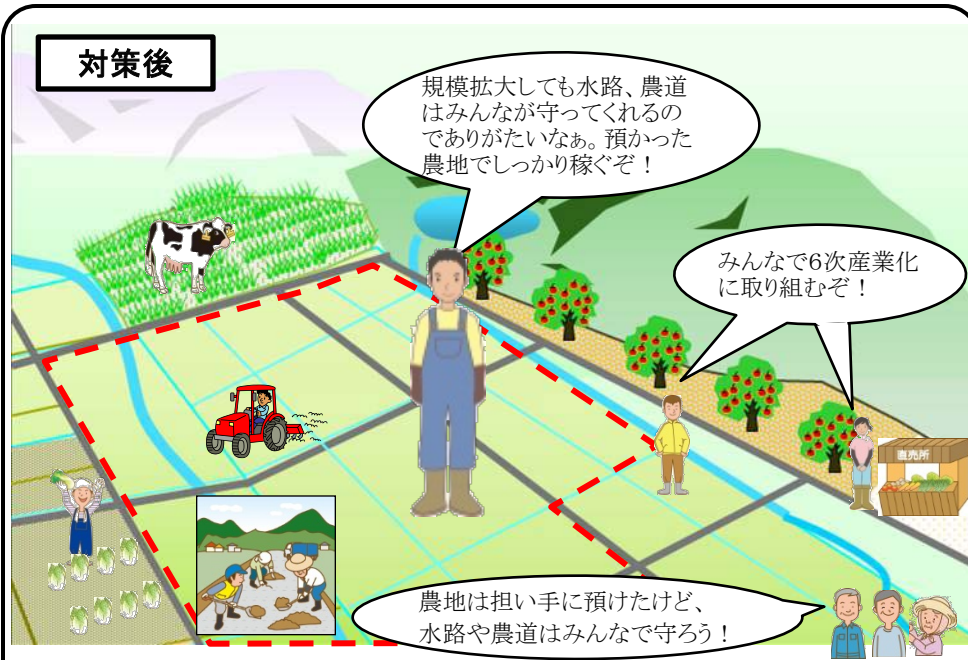 対策後
規模拡大しても水路、農道
はみんなが守ってくれるの
でありがたいなぁ。預かった
農地でしっかり稼ぐぞ！
みんなで6次産業化
に取り組むぞ！
直売所
農地は担い手に預けたけど、
水路や農道はみんなで守ろう！